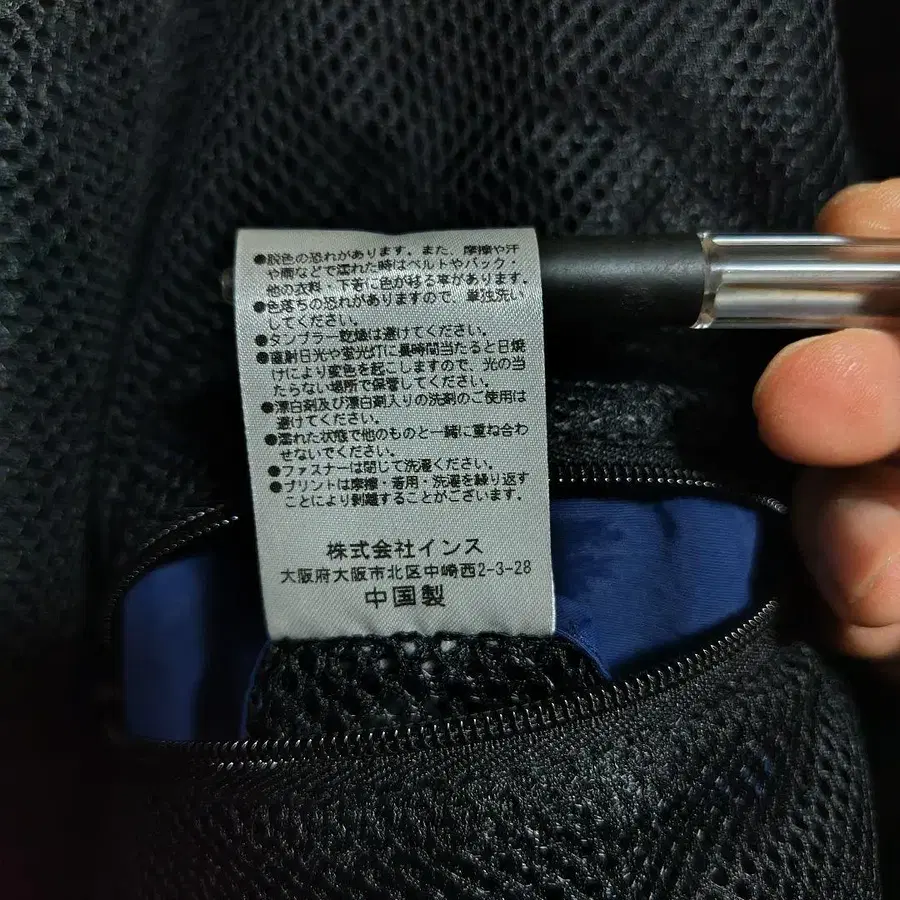 ●脱色の恐れがあります。また、摩擦や汗
や雨などで濡れた時はベルトやバック、
他の衣料・下着に色が移る事があります。
●色落ちの恐れがありますので、単独洗い
してください。
●タンブラー乾燥は避けてください。
●直射日光や蛍光灯に長時間当たると日焼
けにより変色を起こしますので、光の当
たらない場所で保管してください。
●漂白剤及び漂白剤入りの洗剤のご使用は
避けてください。
●濡れた状態で他のものと一緒に重ね合わ
せないでください。
●ファスナーは閉じて洗濯ください。
●プリントは摩擦・着用・洗濯を繰り返す
ことにより剥離することがございます。
株式会社インス
大阪府大阪市北区中崎西2-3-28
中国製